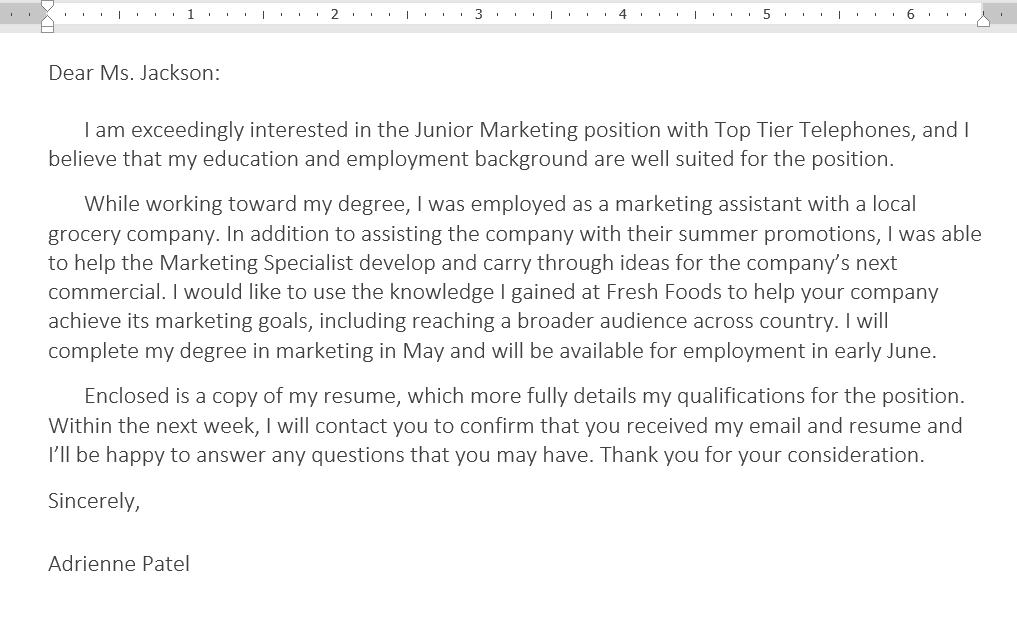 1 2 3 4 5 6
Dear Ms. Jackson:
I am exceedingly interested in the Junior Marketing position with Top Tier Telephones, and I
believe that my education and employment background are well suited for the position.
While working toward my degree, I was employed as a marketing assistant with a local
grocery company. In addition to assisting the company with their summer promotions, I was able
to help the Marketing Specialist develop and carry through ideas for the company’s next
commercial. I would like to use the knowledge I gained at Fresh Foods to help your company
achieve its marketing goals, including reaching a broader audience across country. I will
complete my degree in marketing in May and will be available for employment in early June.
Enclosed is a copy of my resume, which more fully details my qualifications for the position.
Within the next week, I will contact you to confirm that you received my email and resume and
I’ll be happy to answer any questions that you may have. Thank you for your consideration.
Sincerely,
Adrienne Patel